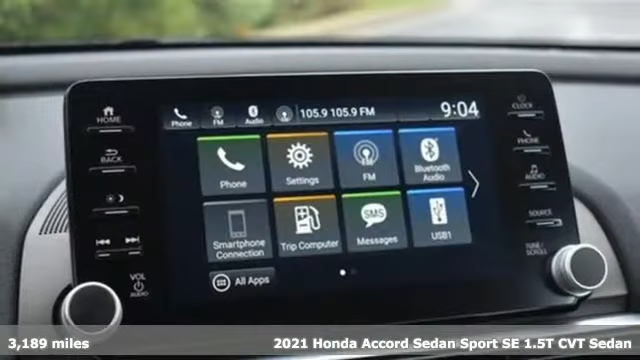 HOME
BACK
VOL
AUDIO
Phone
FM
Audio
105.9 105.9 FM
9:04
Phone
Settings
FM
Bluetooth
Audio
Smartphone
Connection
Trip Computer
SMS
Messages
USB1
All Apps
CLOCK
PHONE
AUDIO
SOURCE
TUNE/
SCROLL
3,189 miles
2021 Honda Accord Sedan Sport SE 1.5T CVT Sedan